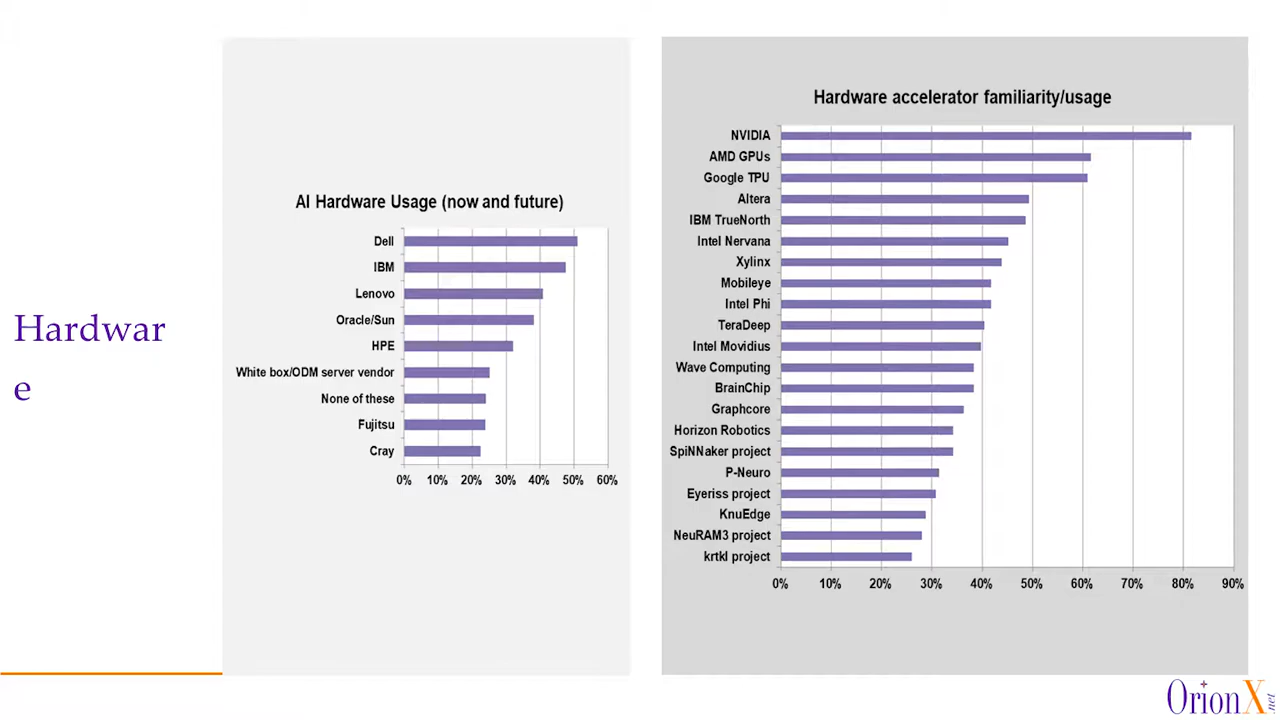 Hardwar
e
AI Hardware Usage (now and future)
Dell
IBM
Lenovo
Oracle/Sun
HPE
White box/ODM server vendor
None of these
Fujitsu
Cray
0% 10% 20% 30% 40% 50% 60%
Hardware accelerator familiarity/usage
NVIDIA
AMD GPUs
Google TPU
Altera
IBM TrueNorth
Intel Nervana
Xylinx
Mobileye
Intel Phi
TeraDeep
Intel Movidius
Wave Computing
BrainChip
Graphcore
Horizon Robotics
SpiNNaker project
P-Neuro
Eyeriss project
KnuEdge
NeuRAM3 project
krtkl project
0% 10% 20% 30% 40% 50% 60% 70% 80% 90%
OrionX.net